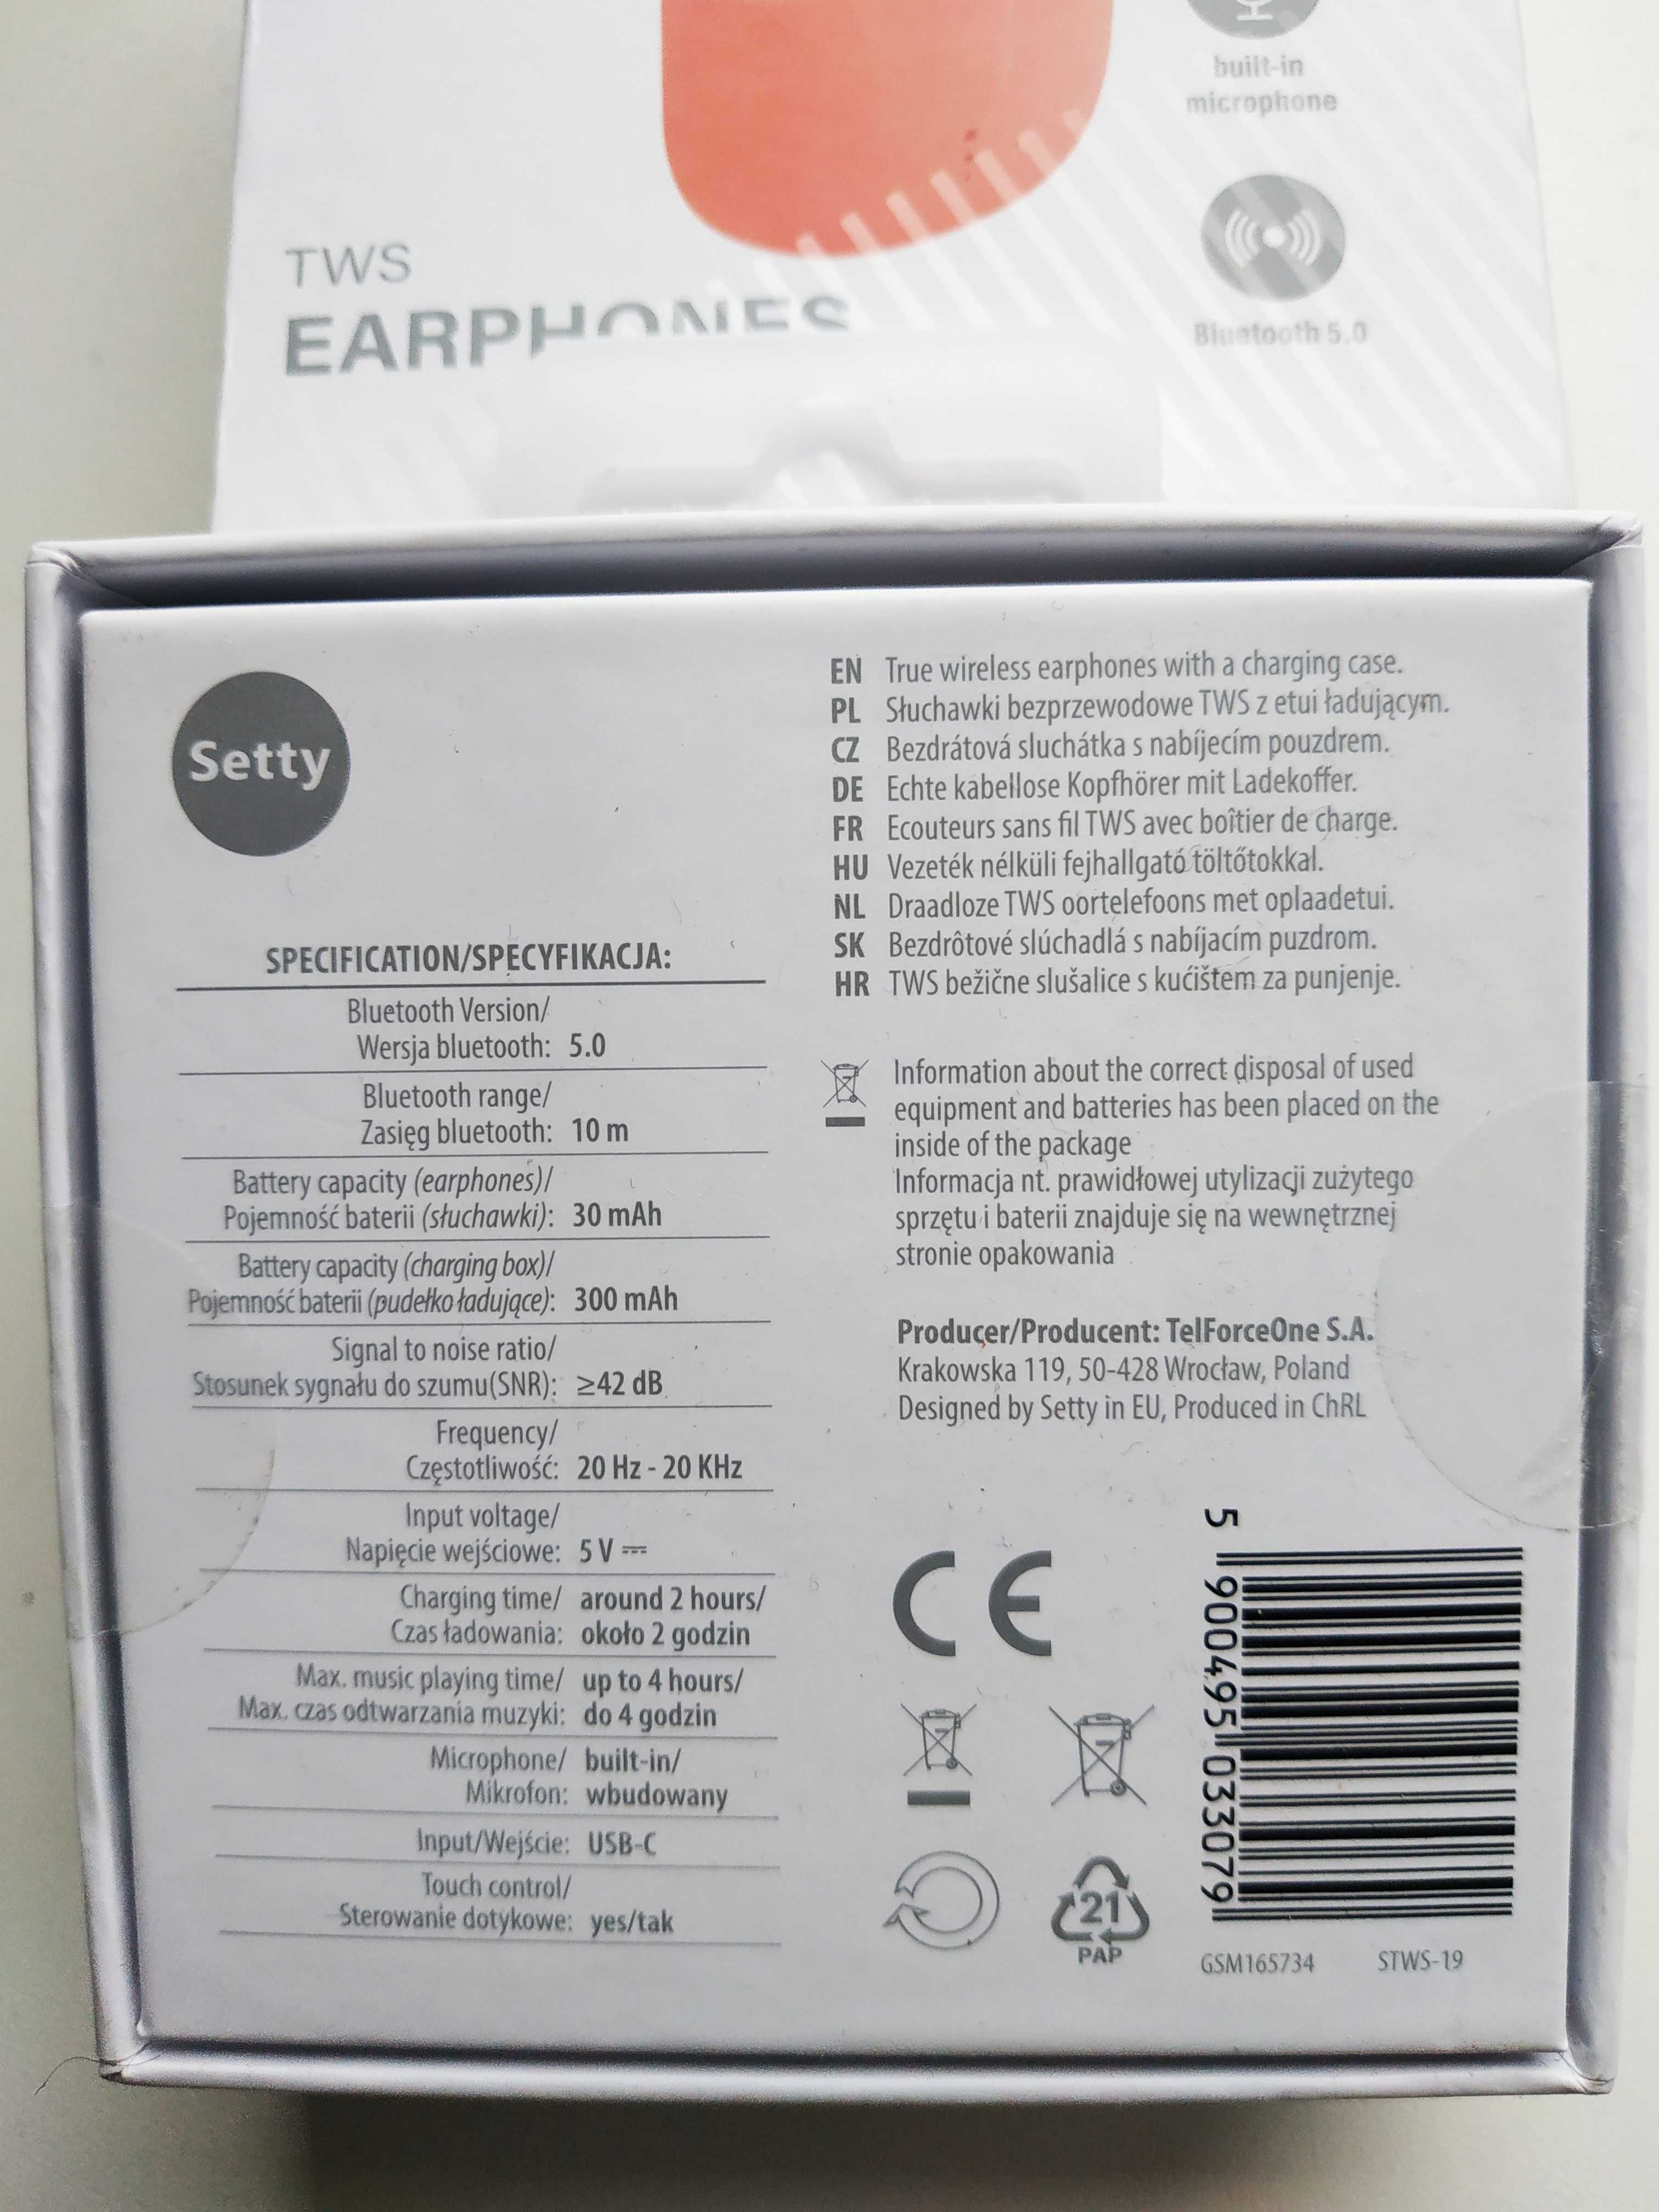 built-in
microphone
TWS
EARPHONES
Bluetooth 5.0
Setty
SPECIFICATION/SPECYFIKACJA:
Bluetooth Version/
Wersja bluetooth: 5.0
Bluetooth range/
Zasięg bluetooth: 10 m
Battery capacity (earphones)/
Pojemność baterii (słuchawki): 30 mAh
Battery capacity (charging box)/
Pojemność baterii (pudełko ładujące): 300 mAh
Signal to noise ratio/
Stosunek sygnału do szumu(SNR): ≥42 dB
Frequency/
Częstotliwość: 20 Hz - 20 KHz
Input voltage/
Napięcie wejściowe: 5 V ⎓
Charging time/ around 2 hours/
Czas ładowania: około 2 godzin
Max. music playing time/ up to 4 hours/
Max. czas odtwarzania muzyki: do 4 godzin
Microphone/ built-in/
Mikrofon: wbudowany
Input/Wejście: USB-C
Touch control/
Sterowanie dotykowe: yes/tak
EN True wireless earphones with a charging case.
PL Słuchawki bezprzewodowe TWS z etui ładującym.
CZ Bezdrátová sluchátka s nabíjecím pouzdrem.
DE Echte kabellose Kopfhörer mit Ladekoffer.
FR Ecouteurs sans fil TWS avec boîtier de charge.
HU Vezeték nélküli fejhallgató töltőtokkal.
NL Draadloze TWS oortelefoons met oplaadetui.
SK Bezdrôtové slúchadlá s nabíjacím puzdrom.
HR TWS bežične slušalice s kućištem za punjenje.
Information about the correct disposal of used
equipment and batteries has been placed on the
inside of the package
Informacja nt. prawidłowej utylizacji zużytego
sprzętu i baterii znajduje się na wewnętrznej
stronie opakowania
Producer/Producent: TelForceOne S.A.
Krakowska 119, 50-428 Wrocław, Poland
Designed by Setty in EU, Produced in ChRL
CE
21
PAP
5 900495 033079
GSM165734 STWS-19